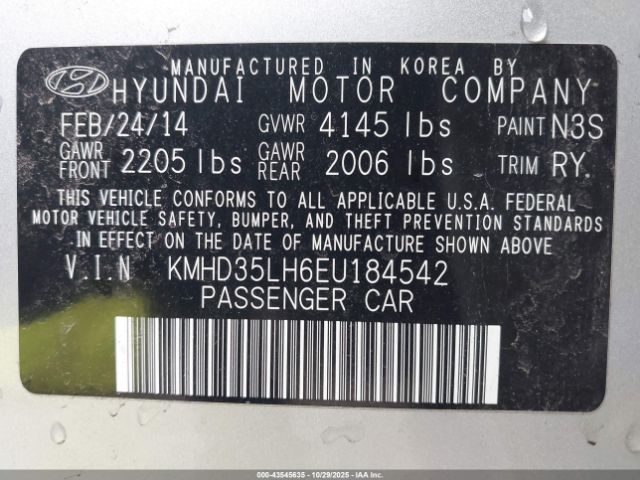 MANUFACTURED IN KOREA BY
HYUNDAI MOTOR COMPANY
FEB/24/14 GVWR 4145 lbs PAINT N3S
GAWR FRONT 2205 lbs GAWR REAR 2006 lbs TRIM RY.
THIS VEHICLE CONFORMS TO ALL APPLICABLE U.S.A. FEDERAL
MOTOR VEHICLE SAFETY, BUMPER, AND THEFT PREVENTION STANDARDS
IN EFFECT ON THE DATE OF MANUFACTURE SHOWN ABOVE
V.I.N KMHD35LH6EU184542
PASSENGER CAR
000-43545635 - 10/29/2025 - IAAI.COM